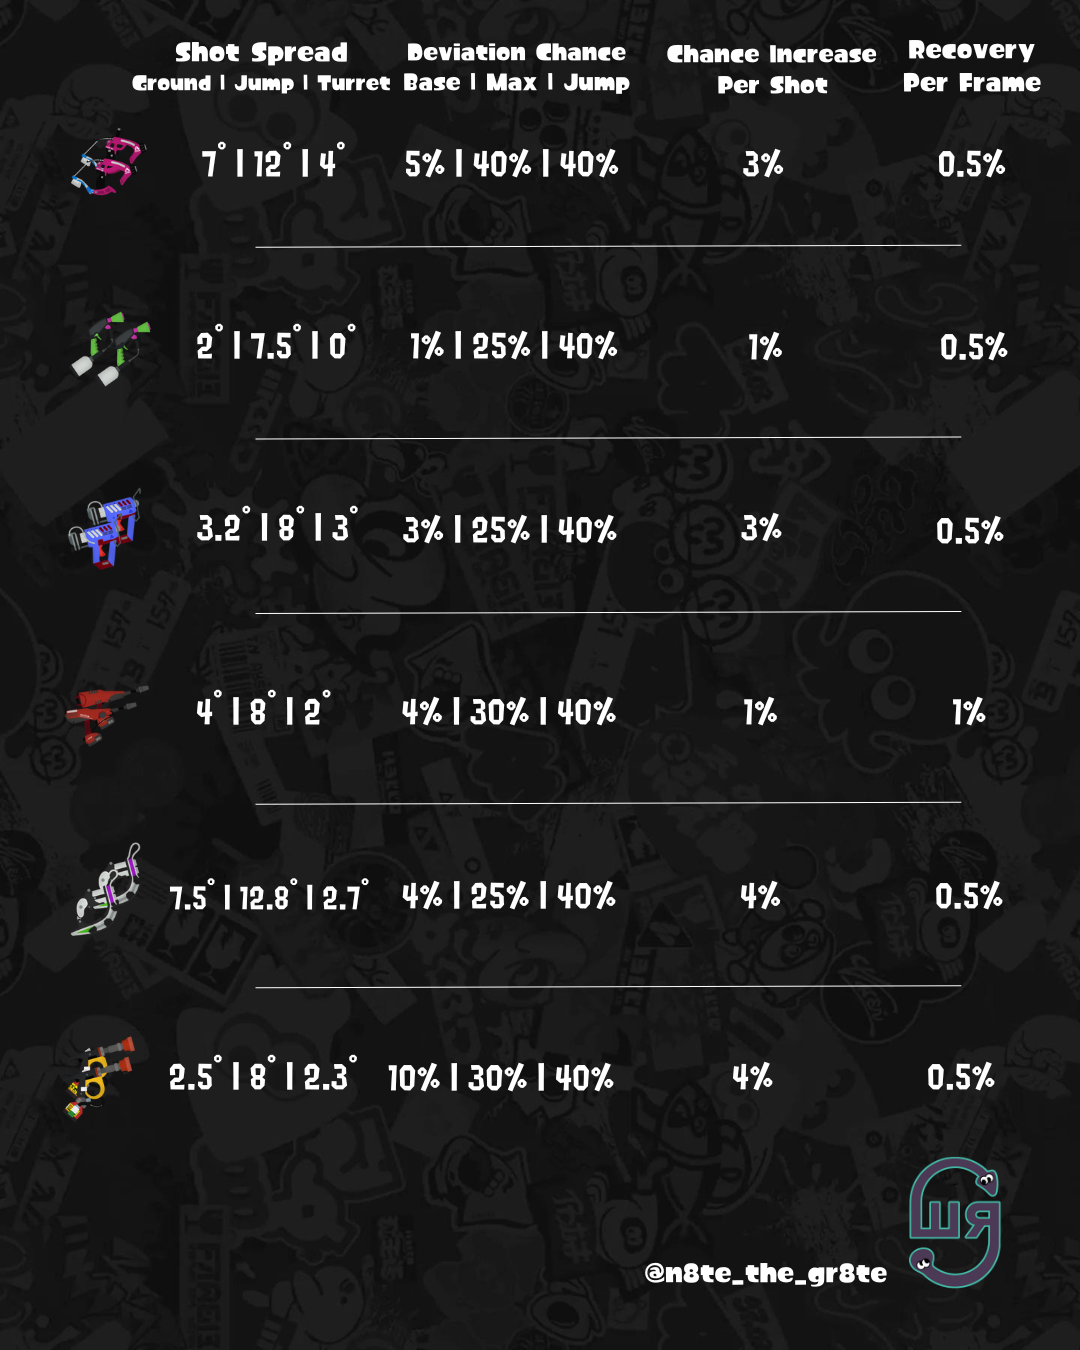 Shot Spread
Ground | Jump | Turret
Deviation Chance
Base | Max | Jump
Chance Increase
Per Shot
Recovery
Per Frame
7° | 12° | 4° 5% | 40% | 40% 3% 0.5%
2° | 7.5° | 0° 1% | 25% | 40% 1% 0.5%
3.2° | 8° | 3° 3% | 25% | 40% 3% 0.5%
4° | 8° | 2° 4% | 30% | 40% 1% 1%
7.5° | 12.8° | 2.7° 4% | 25% | 40% 4% 0.5%
2.5° | 8° | 2.3° 10% | 30% | 40% 4% 0.5%
@n8te_the_gr8te